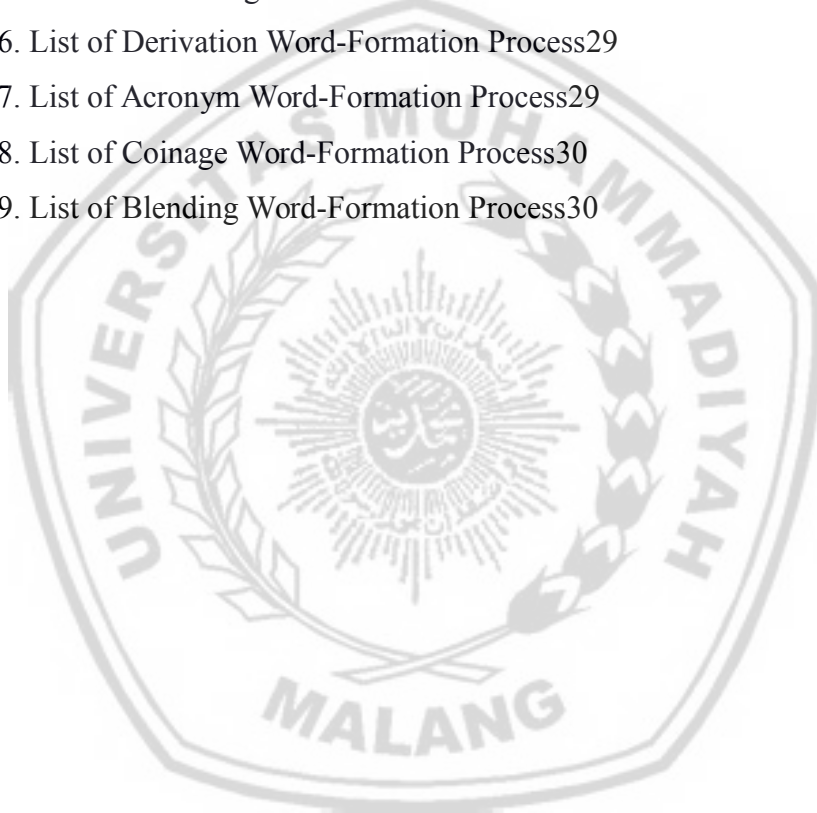 6. List of Derivation Word-Formation Process29
7. List of Acronym Word-Formation Process29
8. List of Coinage Word-Formation Process30
9. List of Blending Word-Formation Process30
UNIVERSITAS MUHAMMADIYAH
MALANG